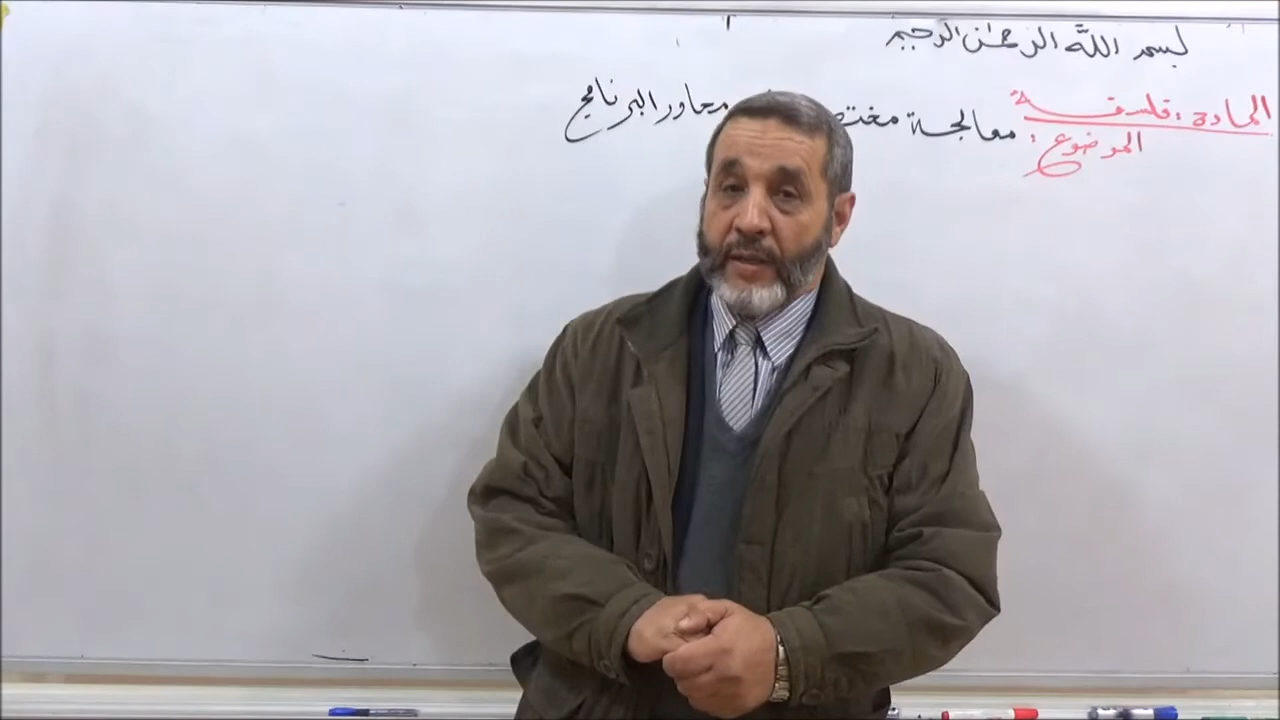 بسم الله الرحمن الرحيم
المادة : فلسفة
الموضوع : معالجة محاور البرنامج